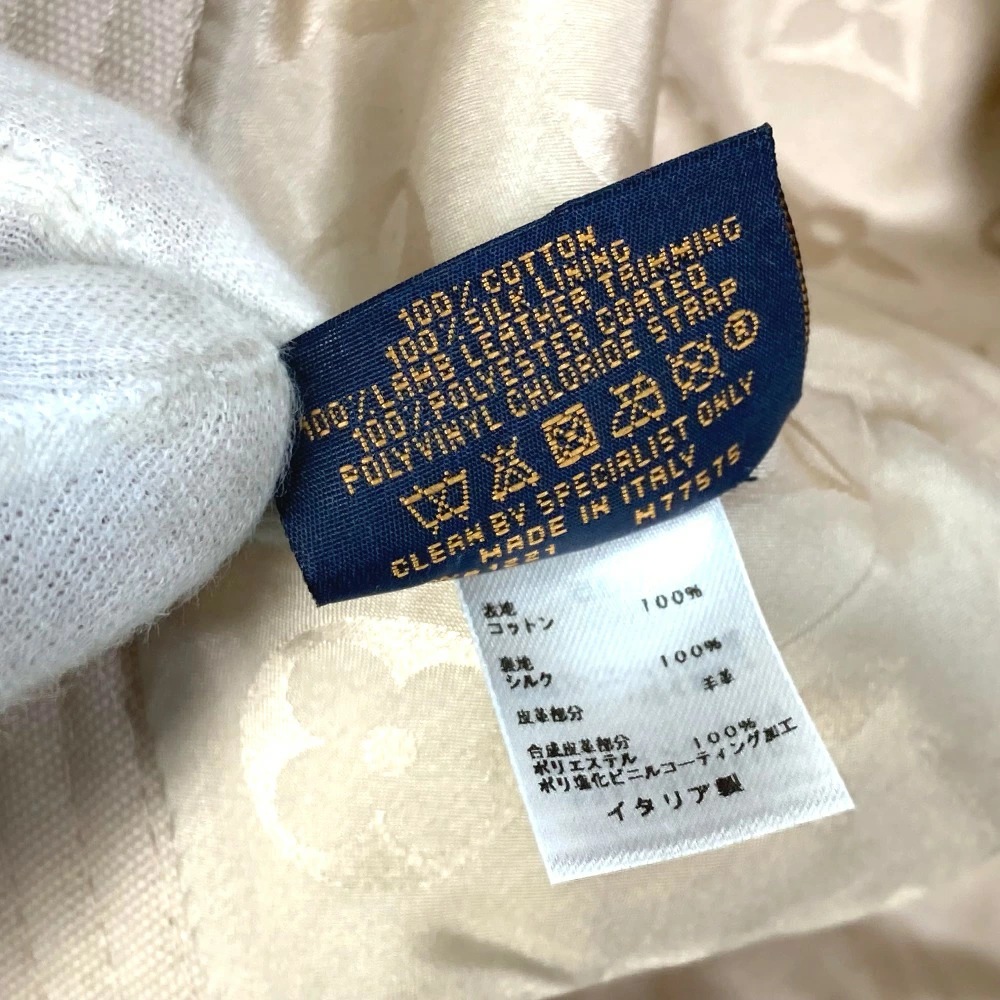 100% COTTON
100% SILK LINING
100% LAMB LEATHER TRIMMING
100% POLYESTER COATED
POLYVINYL CHLORIDE STRAP
CLEAN BY SPECIALIST ONLY
MADE IN ITALY
M77575
表地 100%
コットン
裏地 100%
シルク
羊革
皮革部分
合成皮革部分 100%
ポリエステル
ポリ塩化ビニルコーティング加工
イタリア製